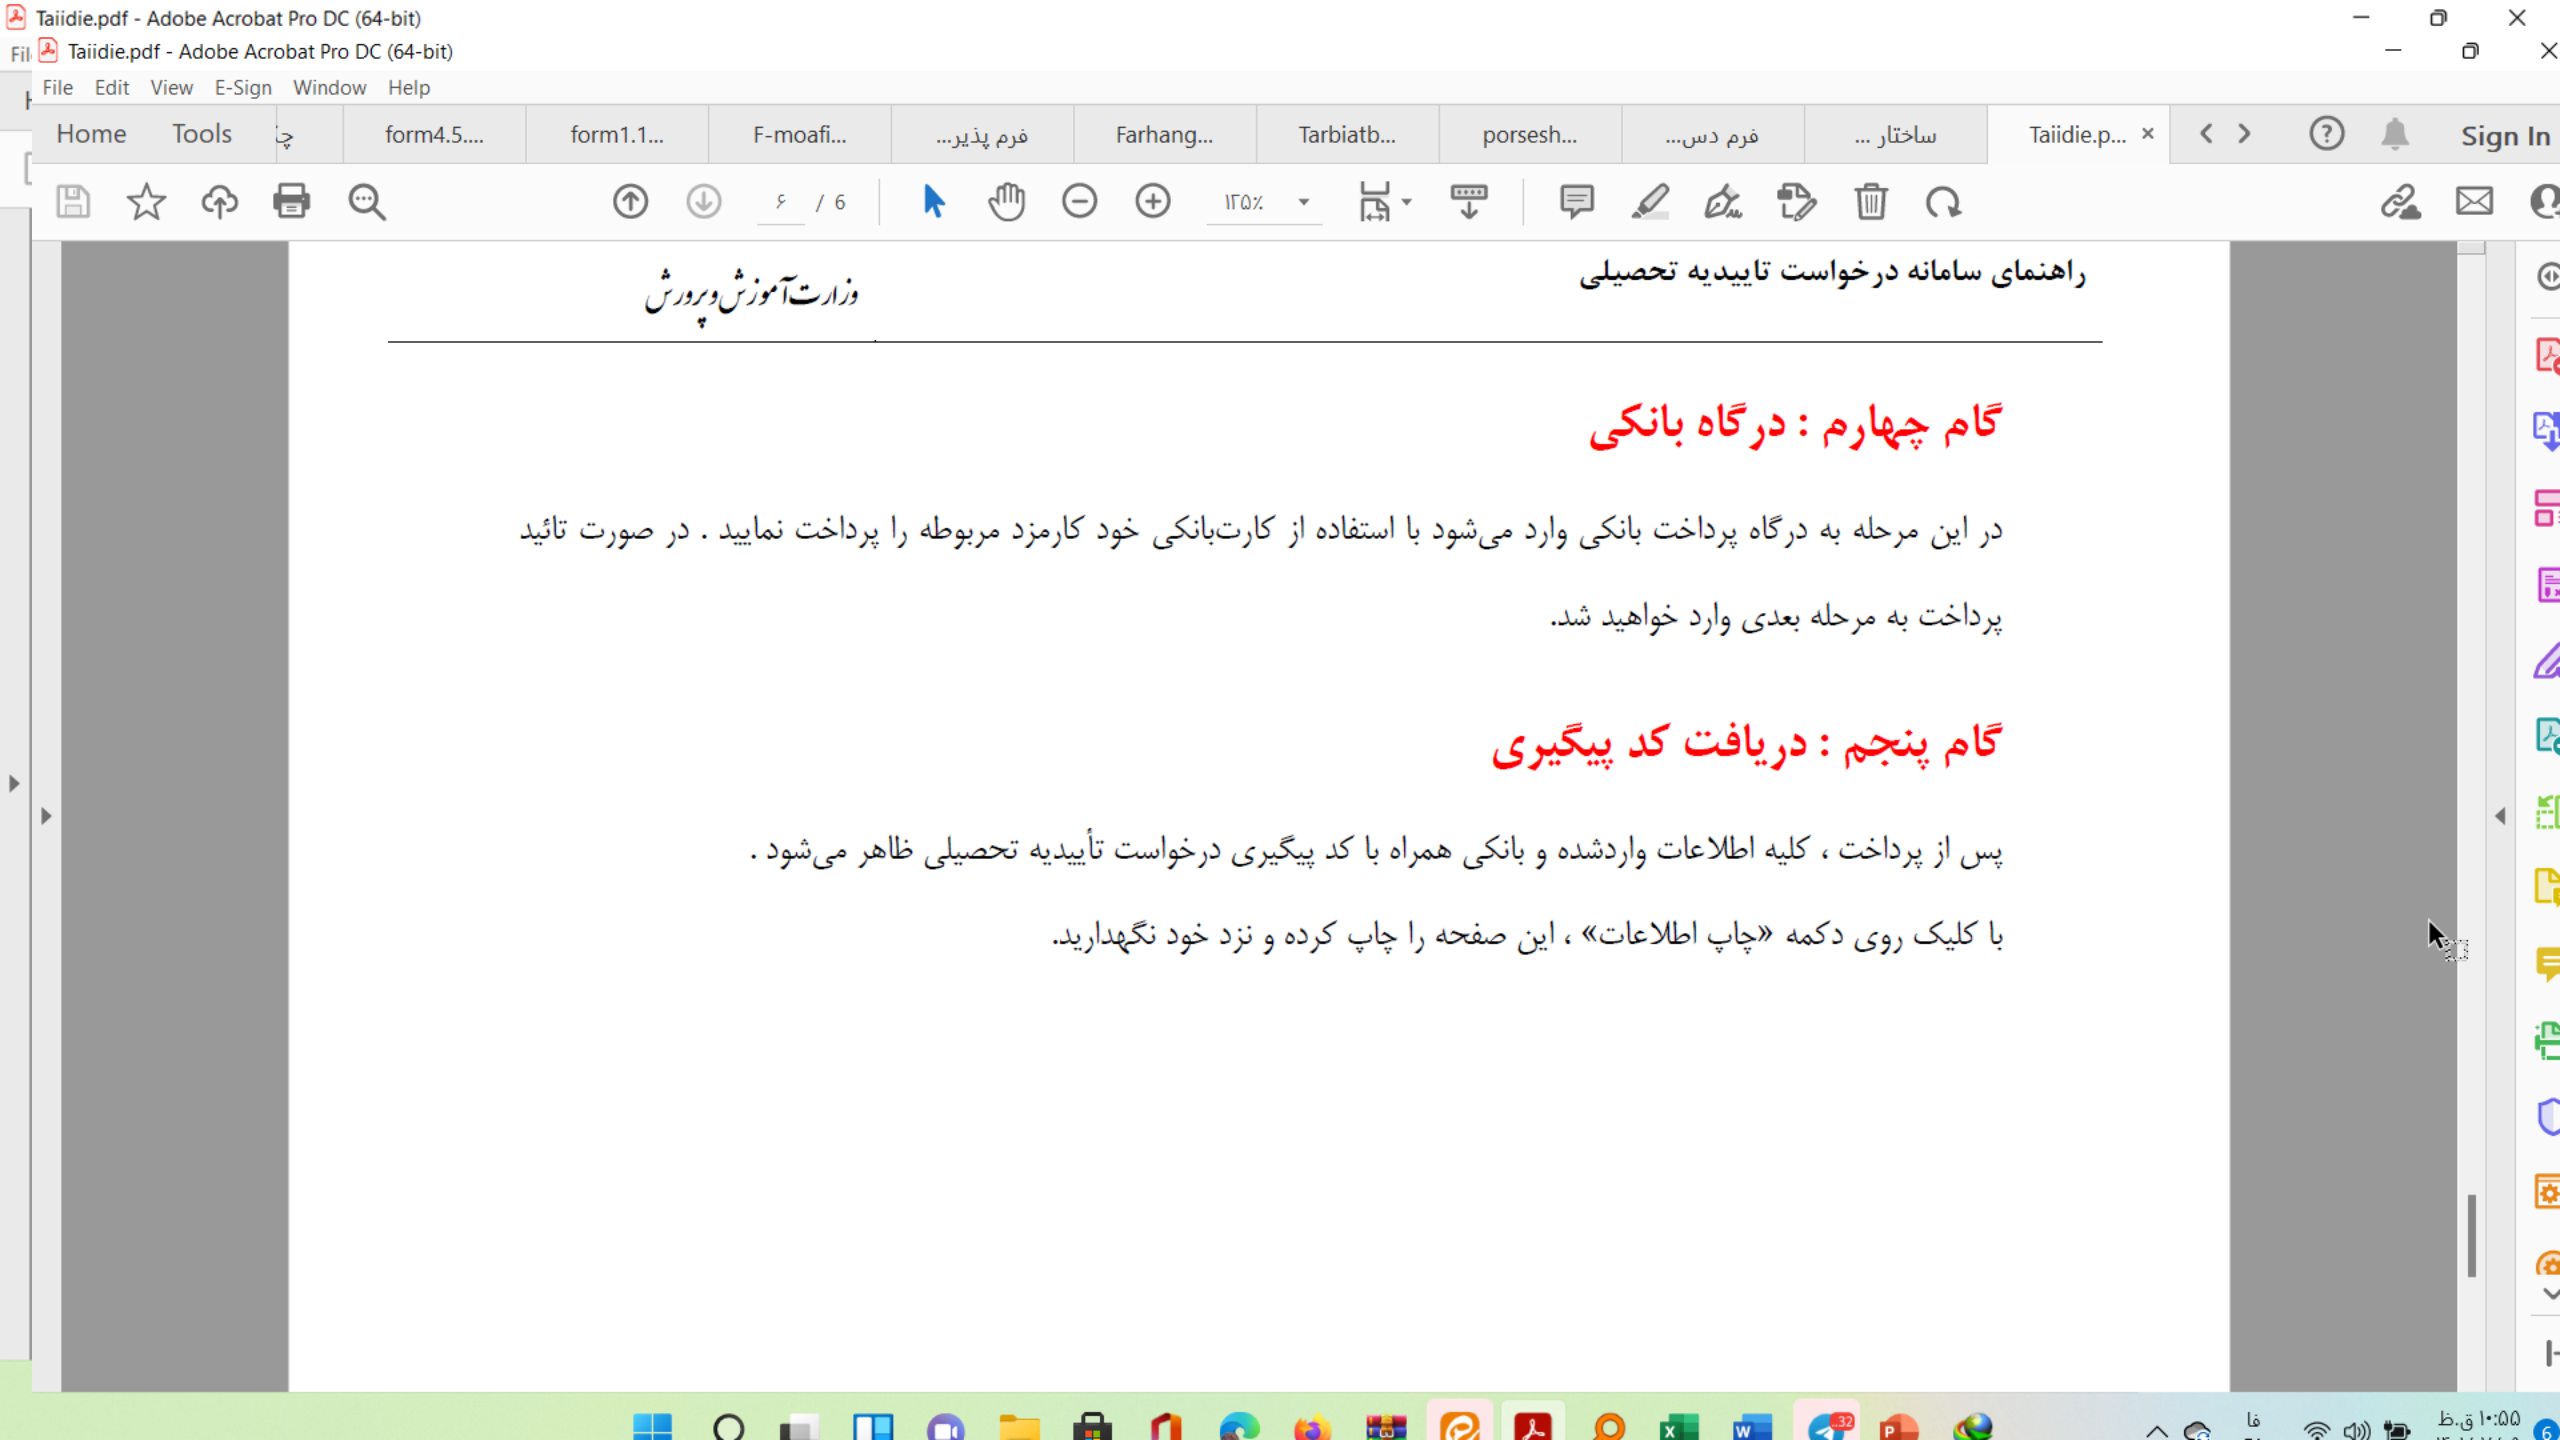 Taiidie.pdf - Adobe Acrobat Pro DC (64-bit)
Taiidie.pdf - Adobe Acrobat Pro DC (64-bit)
File Edit View E-Sign Window Help
Home Tools form4.5.... form1.1... F-moafi... فرم پذیر... Farhang... Tarbiatb... porsesh... فرم دس... ساختار ... Taiidie.p... Sign In
۶ / 6 ۱۲۵٪
راهنمای سامانه درخواست تاییدیه تحصیلی
وزارت آموزش و پرورش
گام چهارم : درگاه بانکی
در این مرحله به درگاه پرداخت بانکی وارد می‌شود با استفاده از کارت‌بانکی خود کارمزد مربوطه را پرداخت نمایید . در صورت تائید
پرداخت به مرحله بعدی وارد خواهید شد.
گام پنجم : دریافت کد پیگیری
پس از پرداخت ، کلیه اطلاعات واردشده و بانکی همراه با کد پیگیری درخواست تأییدیه تحصیلی ظاهر می‌شود .
با کلیک روی دکمه «چاپ اطلاعات» ، این صفحه را چاپ کرده و نزد خود نگهدارید.
..32
فا
۱۰:۵۵ ق.ظ
6